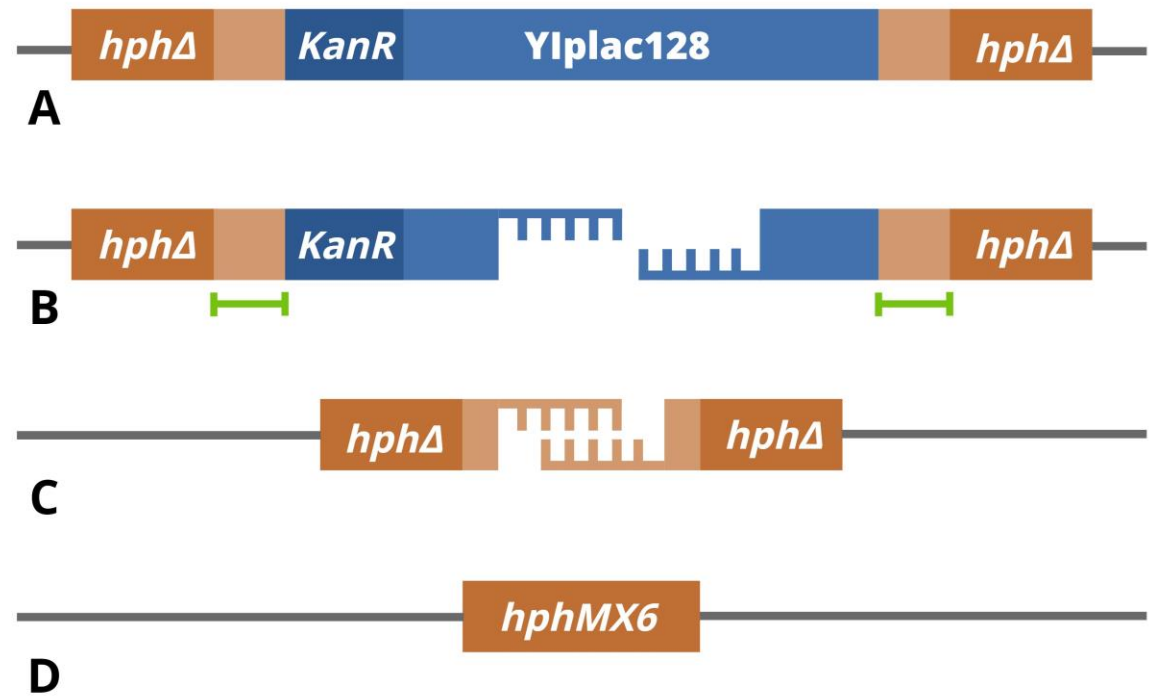 hphΔ KanR YIplac128 hphΔ
A
hphΔ KanR hphΔ
B
hphΔ hphΔ
C
hphMX6
D